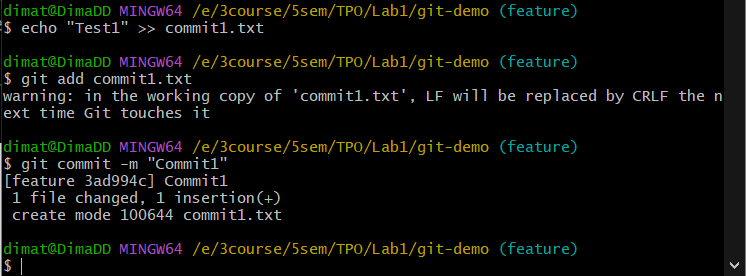 dimat@DimaDD MINGW64 /e/3course/5sem/TPO/Lab1/git-demo (feature)
$ echo "Test1" >> commit1.txt
dimat@DimaDD MINGW64 /e/3course/5sem/TPO/Lab1/git-demo (feature)
$ git add commit1.txt
warning: in the working copy of 'commit1.txt', LF will be replaced by CRLF the n
ext time Git touches it
dimat@DimaDD MINGW64 /e/3course/5sem/TPO/Lab1/git-demo (feature)
$ git commit -m "Commit1"
[feature 3ad994c] Commit1
 1 file changed, 1 insertion(+)
 create mode 100644 commit1.txt
dimat@DimaDD MINGW64 /e/3course/5sem/TPO/Lab1/git-demo (feature)
$